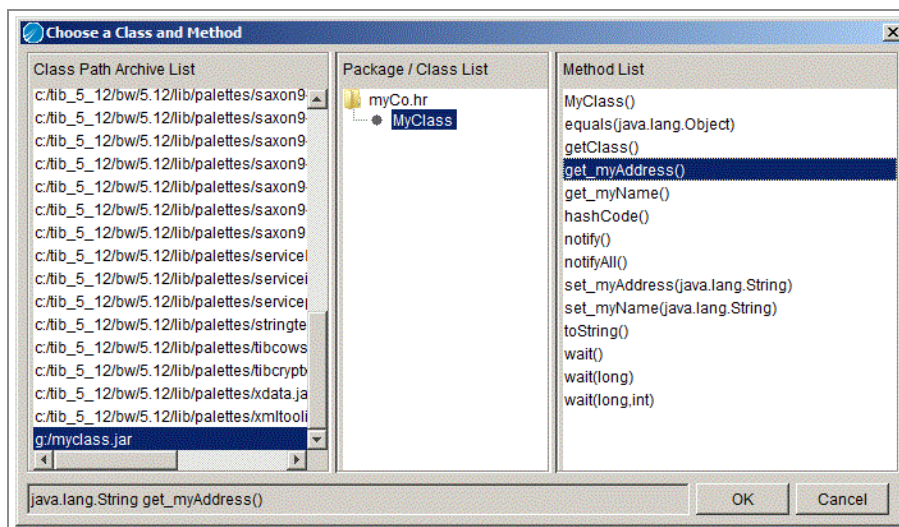 Choose a Class and Method
Class Path Archive List
c:/tib_5_12/bw/5.12/lib/palettes/saxon9-
c:/tib_5_12/bw/5.12/lib/palettes/saxon9-
c:/tib_5_12/bw/5.12/lib/palettes/saxon9-
c:/tib_5_12/bw/5.12/lib/palettes/saxon9-
c:/tib_5_12/bw/5.12/lib/palettes/saxon9-
c:/tib_5_12/bw/5.12/lib/palettes/saxon9-
c:/tib_5_12/bw/5.12/lib/palettes/saxon9.
c:/tib_5_12/bw/5.12/lib/palettes/servicel
c:/tib_5_12/bw/5.12/lib/palettes/servicei
c:/tib_5_12/bw/5.12/lib/palettes/servicep
c:/tib_5_12/bw/5.12/lib/palettes/stringte
c:/tib_5_12/bw/5.12/lib/palettes/tibcows
c:/tib_5_12/bw/5.12/lib/palettes/tibcrypt
c:/tib_5_12/bw/5.12/lib/palettes/xdata.ja
c:/tib_5_12/bw/5.12/lib/palettes/xmltooli
g:/myclass.jar
Package / Class List
myCo.hr
MyClass
Method List
MyClass()
equals(java.lang.Object)
getClass()
get_myAddress()
get_myName()
hashCode()
notify()
notifyAll()
set_myAddress(java.lang.String)
set_myName(java.lang.String)
toString()
wait()
wait(long)
wait(long,int)
java.lang.String get_myAddress()
OK
Cancel